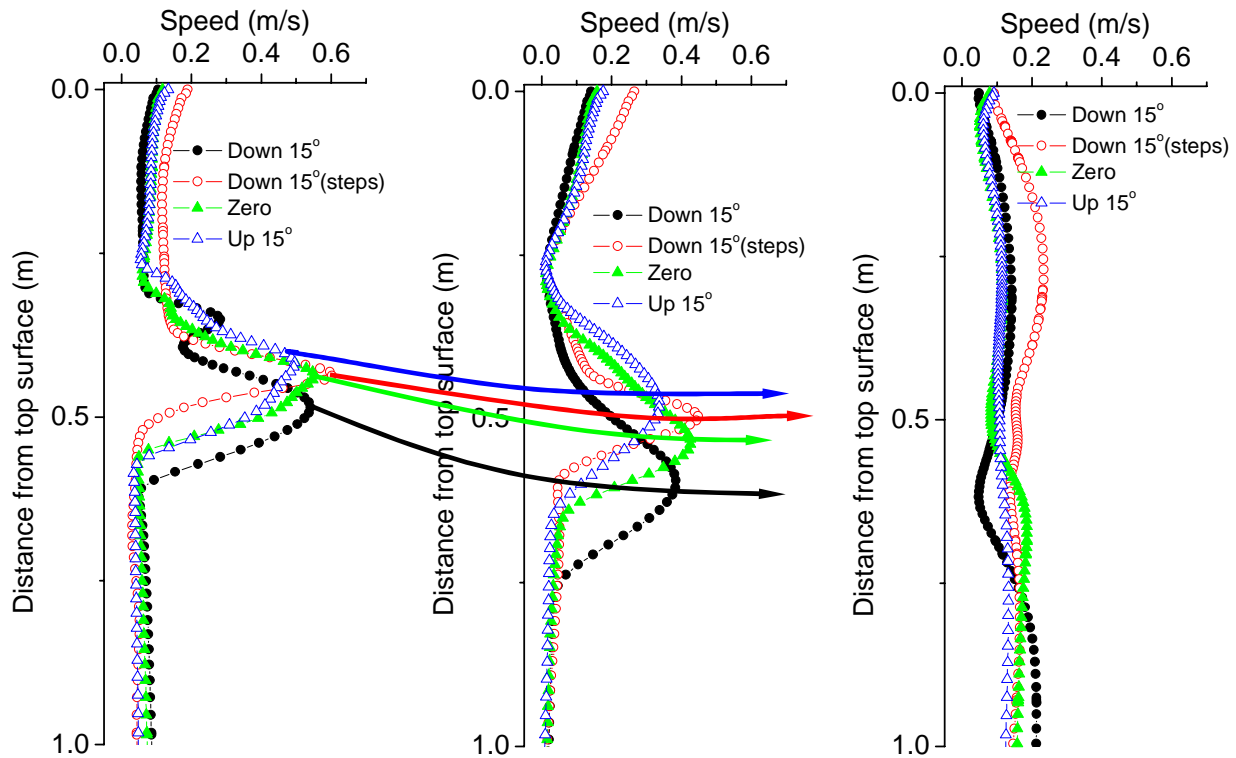 Speed (m/s)
0.0 0.2 0.4 0.6
0.0
0.5
1.0
Distance from top surface (m)
Down 15°
Down 15°(steps)
Zero
Up 15°
Speed (m/s)
0.0 0.2 0.4 0.6
0.0
0.5
1.0
Distance from top surface (m)
Down 15°
Down 15°(steps)
Zero
Up 15°
Speed (m/s)
0.0 0.2 0.4 0.6
0.0
0.5
1.0
Distance from top surface (m)
Down 15°
Down 15°(steps)
Zero
Up 15°